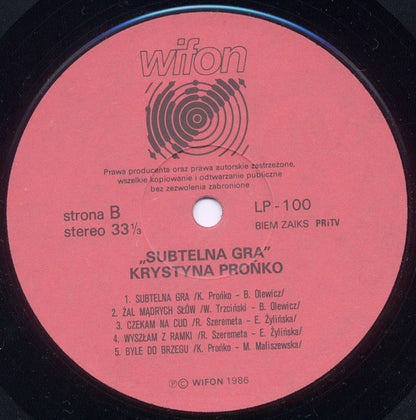 wifon
Prawa producenta oraz prawa autorskie zastrzeżone,
wszelkie kopiowanie i odtwarzanie publiczne
bez zezwolenia zabronione
strona B
stereo 33⅓
LP-100
BIEM ZAIKS PRiTV
„SUBTELNA GRA”
KRYSTYNA PROŃKO
1. SUBTELNA GRA /K. Prońko - B. Olewicz/
2. ŻAL MĄDRYCH SŁÓW /W. Trzciński - B. Olewicz/
3. CZEKAM NA CUD /R. Szeremeta - E. Żylińska/
4. WYSZŁAM Z RAMKI /R. Szeremeta - E. Żylińska/
5. BYLE DO BRZEGU /K. Prońko - M. Maliszewska/
Ⓟ© WIFON 1986